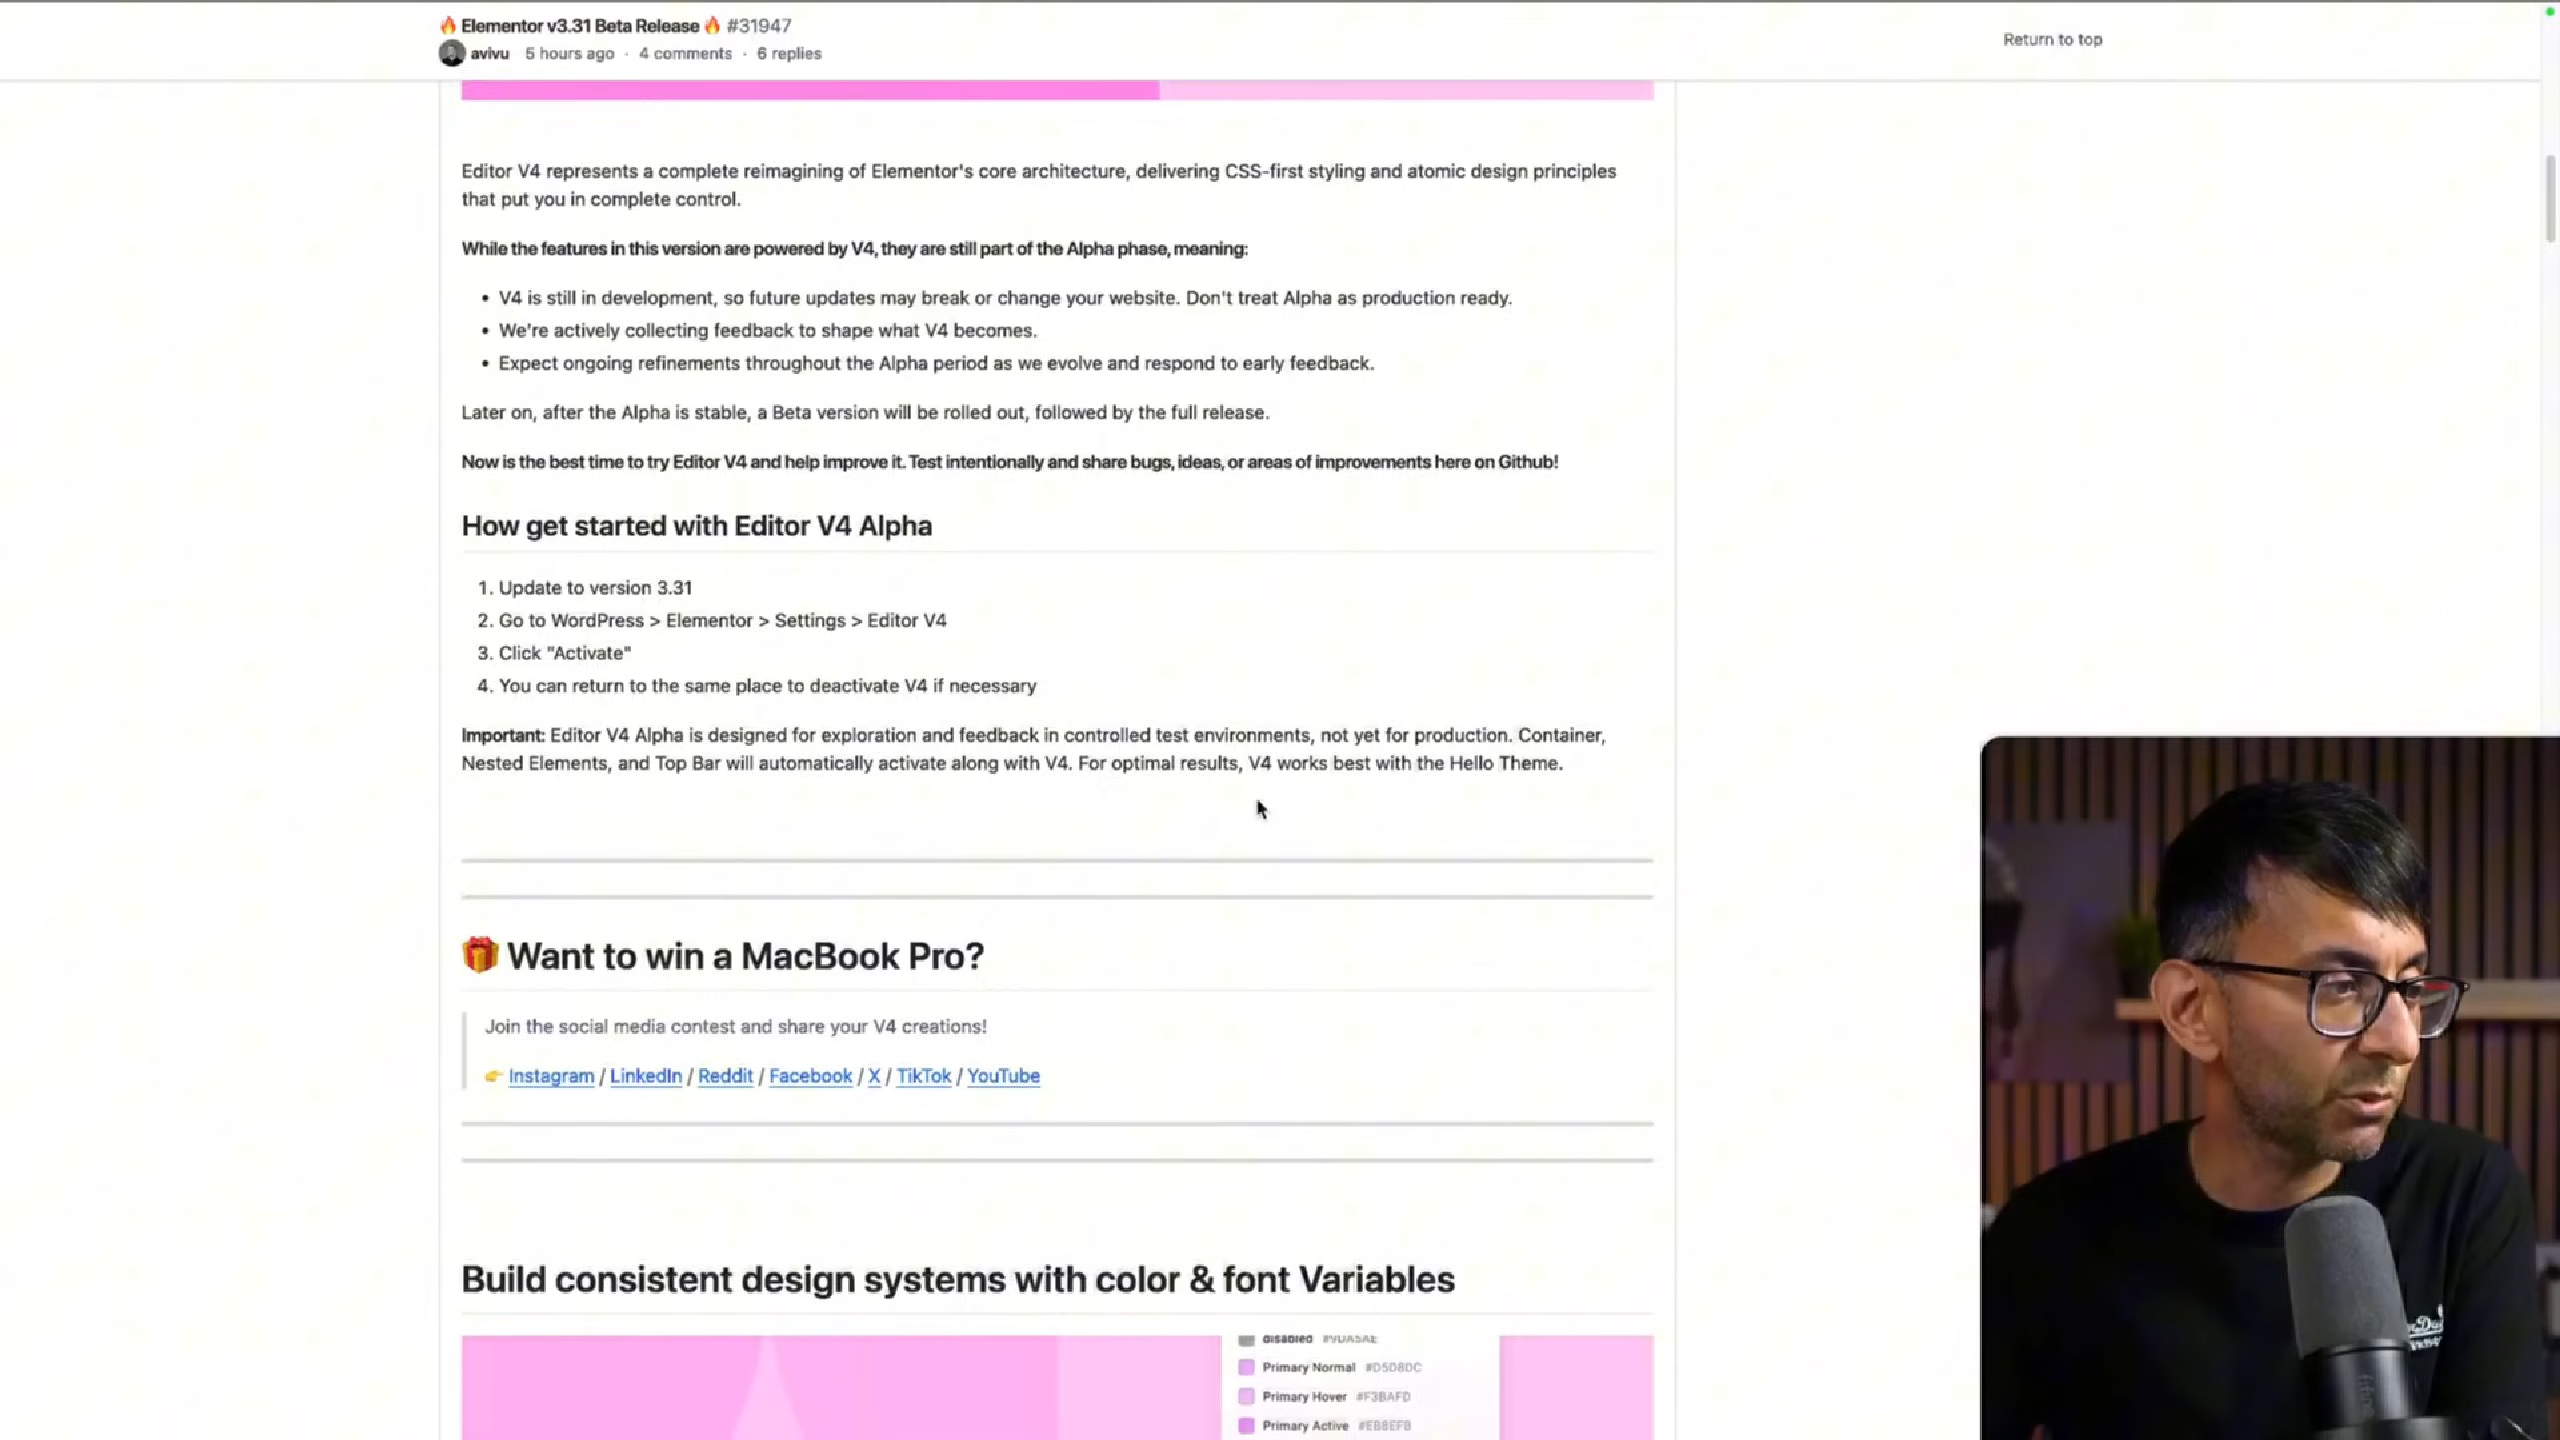 🔥 Elementor v3.31 Beta Release 🔥 #31947
avivu 5 hours ago · 4 comments · 6 replies
Return to top
Editor V4 represents a complete reimagining of Elementor's core architecture, delivering CSS-first styling and atomic design principles
that put you in complete control.
While the features in this version are powered by V4, they are still part of the Alpha phase, meaning:
• V4 is still in development, so future updates may break or change your website. Don't treat Alpha as production ready.
• We're actively collecting feedback to shape what V4 becomes.
• Expect ongoing refinements throughout the Alpha period as we evolve and respond to early feedback.
Later on, after the Alpha is stable, a Beta version will be rolled out, followed by the full release.
Now is the best time to try Editor V4 and help improve it. Test intentionally and share bugs, ideas, or areas of improvements here on Github!
How get started with Editor V4 Alpha
1. Update to version 3.31
2. Go to WordPress > Elementor > Settings > Editor V4
3. Click "Activate"
4. You can return to the same place to deactivate V4 if necessary
Important: Editor V4 Alpha is designed for exploration and feedback in controlled test environments, not yet for production. Container,
Nested Elements, and Top Bar will automatically activate along with V4. For optimal results, V4 works best with the Hello Theme.
🎁 Want to win a MacBook Pro?
Join the social media contest and share your V4 creations!
👉 Instagram / LinkedIn / Reddit / Facebook / X / TikTok / YouTube
Build consistent design systems with color & font Variables
disabled #9DA5AE
Primary Normal #D5D8DC
Primary Hover #F3BAFD
Primary Active #EB8EFB